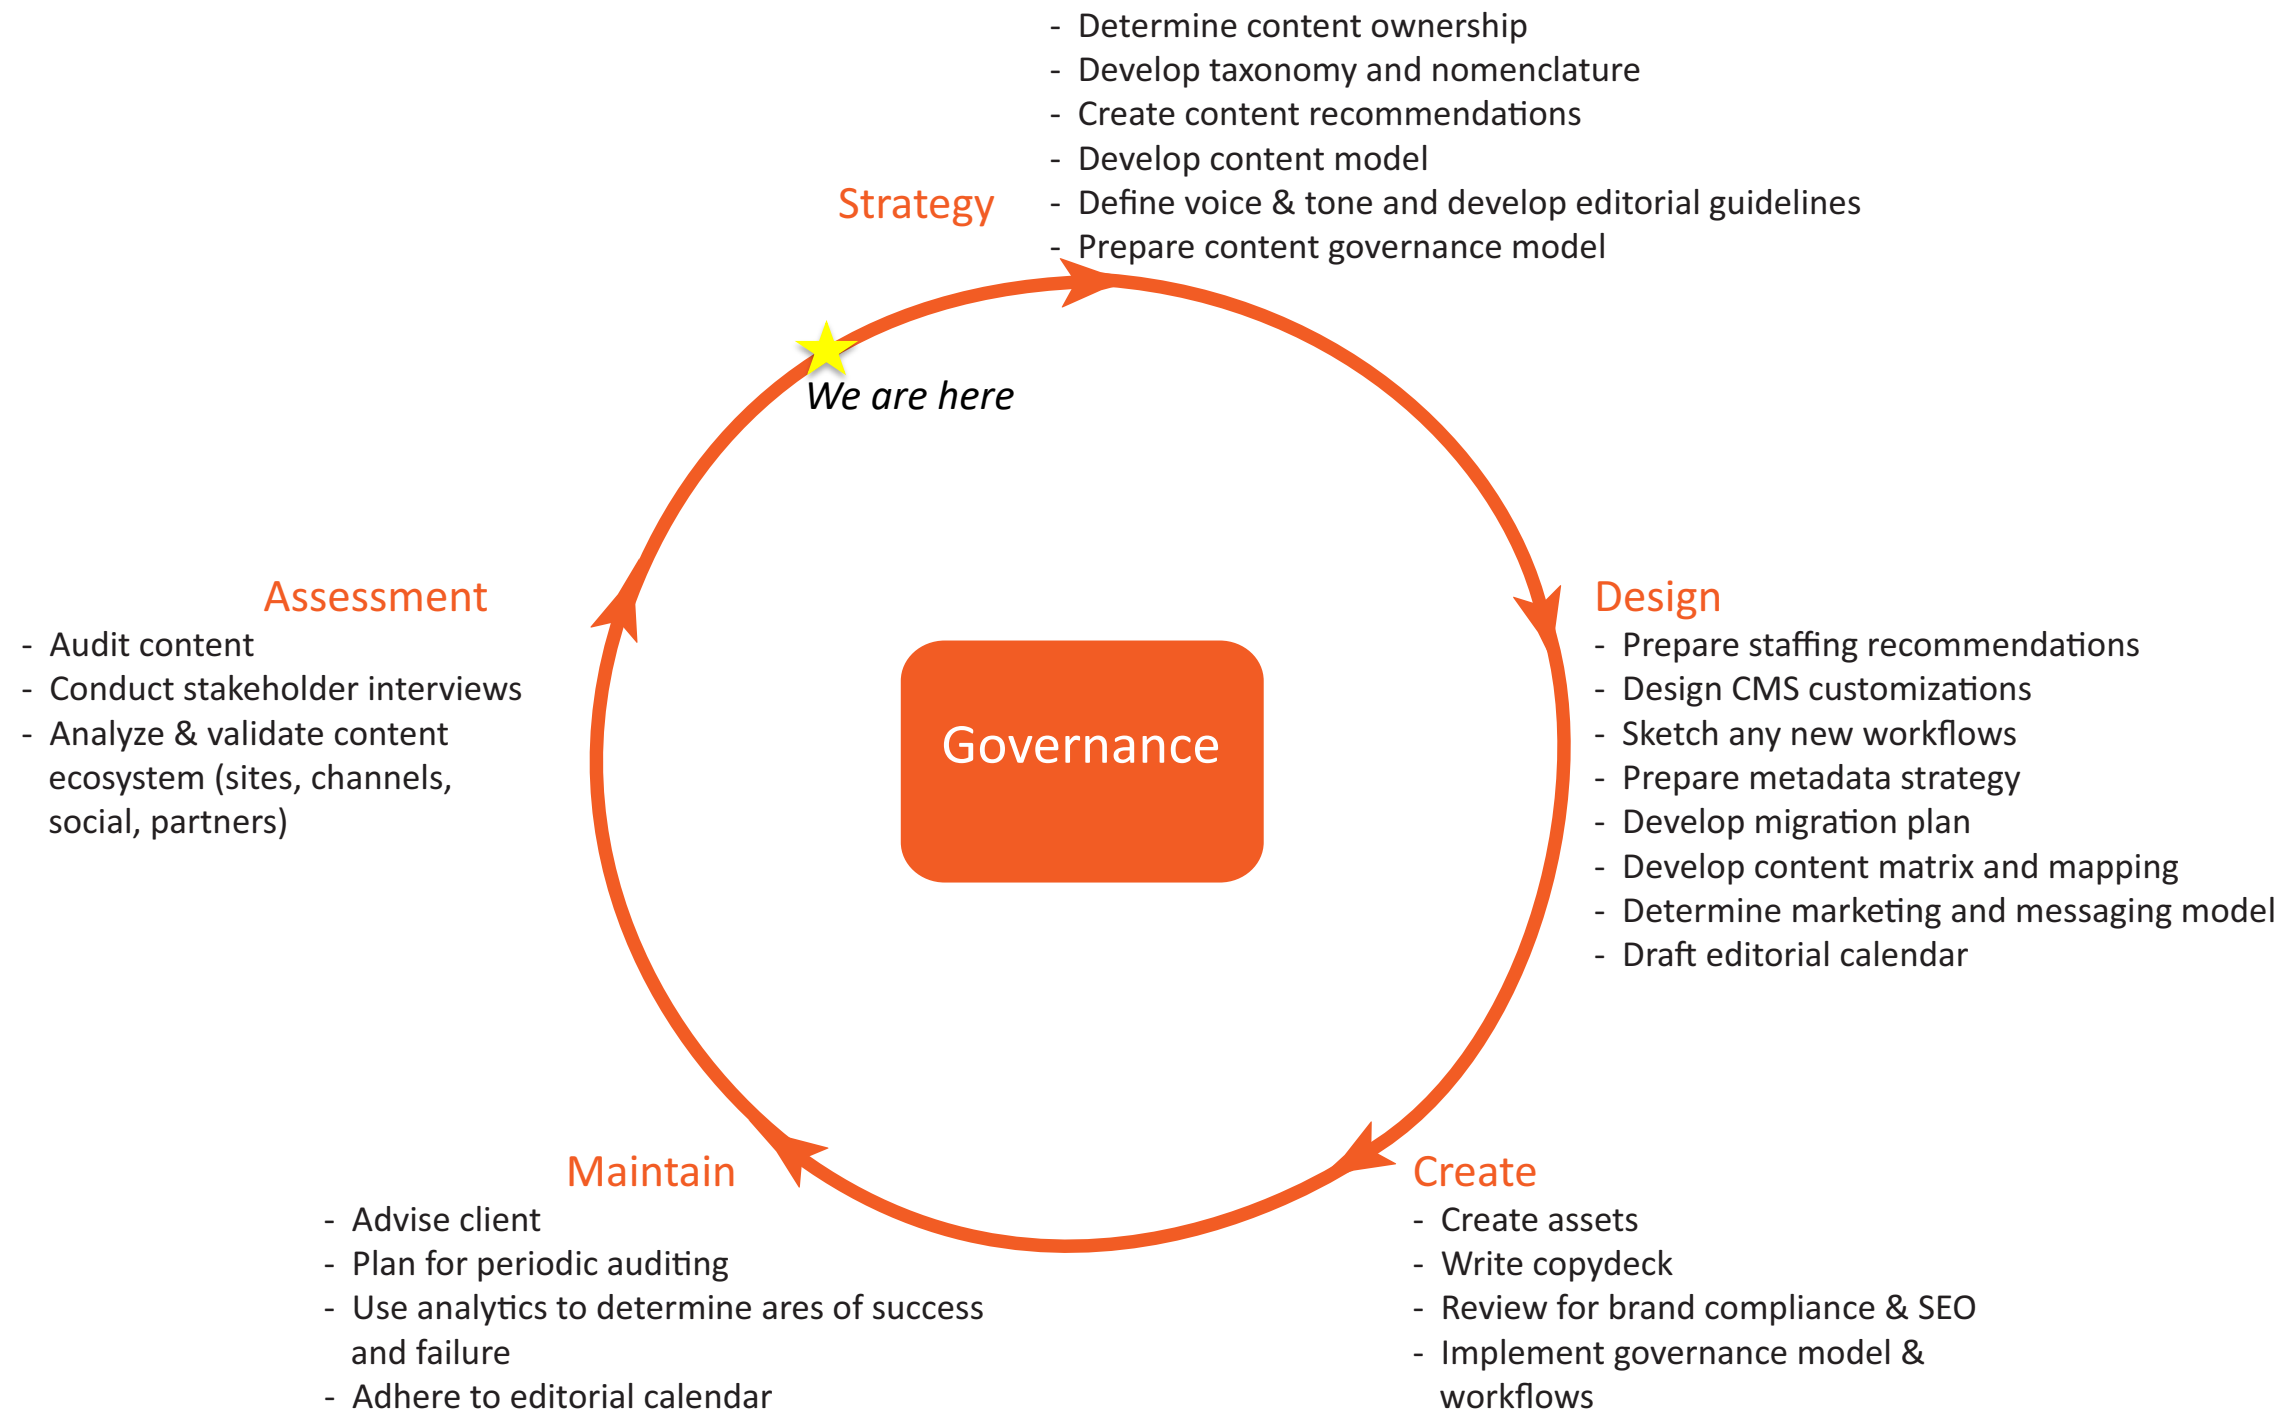 - Determine content ownership
- Develop taxonomy and nomenclature
- Create content recommendations
- Develop content model
Strategy
- Define voice & tone and develop editorial guidelines
- Prepare content governance model
We are here
Assessment
- Audit content
- Conduct stakeholder interviews
- Analyze & validate content
ecosystem (sites, channels,
social, partners)
Governance
Design
- Prepare staffing recommendations
- Design CMS customizations
- Sketch any new workflows
- Prepare metadata strategy
- Develop migration plan
- Develop content matrix and mapping
- Determine marketing and messaging model
- Draft editorial calendar
Maintain
- Advise client
- Plan for periodic auditing
- Use analytics to determine ares of success
and failure
- Adhere to editorial calendar
Create
- Create assets
- Write copydeck
- Review for brand compliance & SEO
- Implement governance model &
workflows